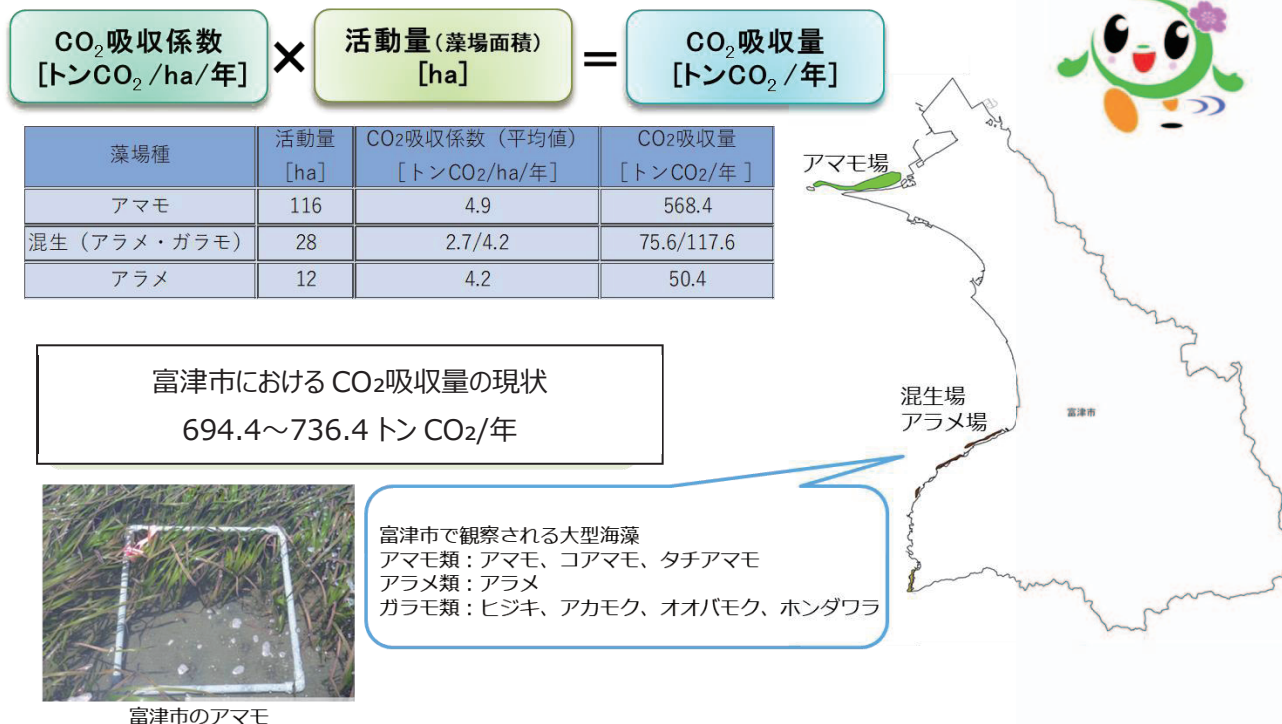 CO₂吸収係数
[トンCO₂/ha/年]
×
活動量(藻場面積)
[ha]
=
CO₂吸収量
[トンCO₂/年]
藻場種 活動量[ha] CO2吸収係数(平均値)[トンCO2/ha/年] CO2吸収量[トンCO2/年 ]
アマモ 116 4.9 568.4
混生(アラメ・ガラモ) 28 2.7/4.2 75.6/117.6
アラメ 12 4.2 50.4
富津市における CO₂吸収量の現状
694.4~736.4 トン CO₂/年
アマモ場
混生場
アラメ場
富津市
富津市で観察される大型海藻
アマモ類:アマモ、コアマモ、タチアマモ
アラメ類:アラメ
ガラモ類:ヒジキ、アカモク、オオバモク、ホンダワラ
富津市のアマモ